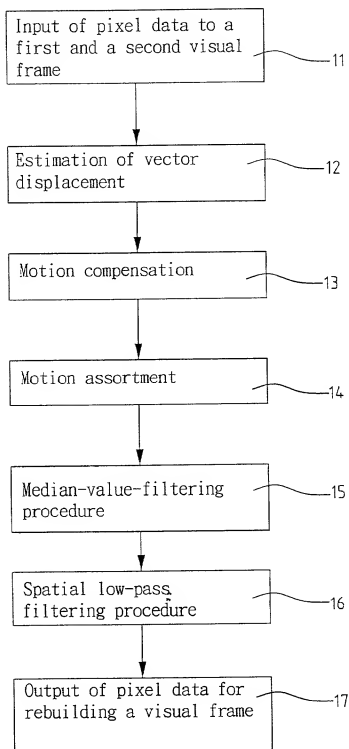 Input of pixel data to a
first and a second visual
frame
11
Estimation of vector
displacement
12
Motion compensation
13
Motion assortment
14
Median-value-filtering
procedure
15
Spatial low-pass
filtering procedure
16
Output of pixel data for
rebuilding a visual frame
17